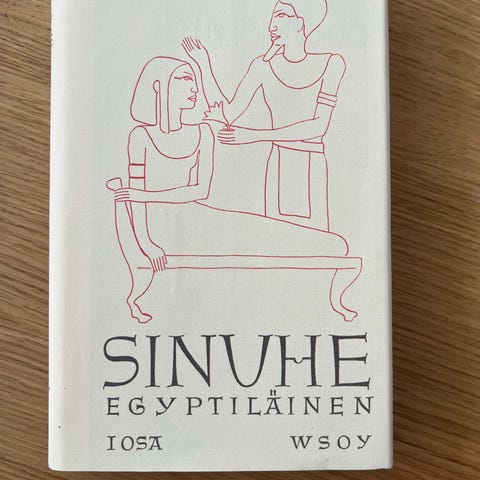 SINUHE
EGYPTILÄINEN
I OSA WSOY